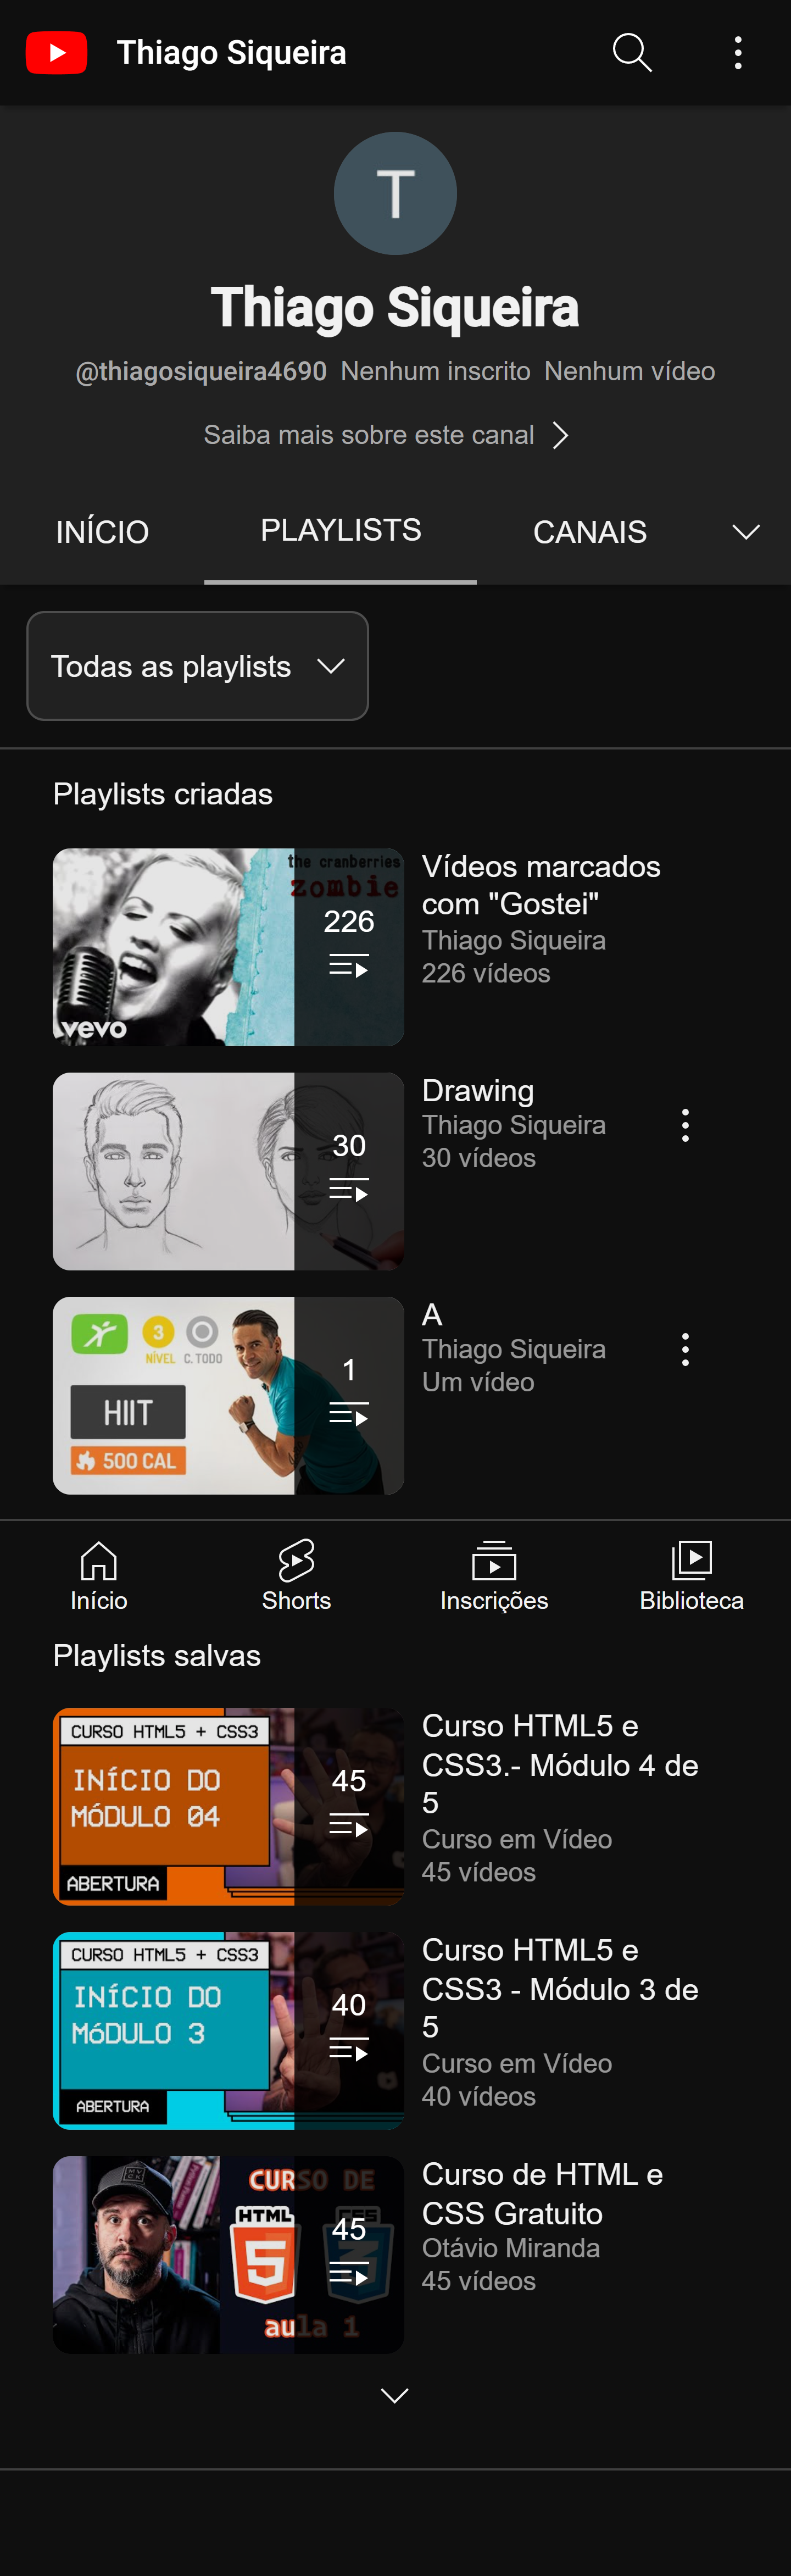 Thiago Siqueira
T
Thiago Siqueira
@thiagosiqueira4690 Nenhum inscrito Nenhum vídeo
Saiba mais sobre este canal
INÍCIO PLAYLISTS CANAIS
Todas as playlists
Playlists criadas
the cranberries
zombie
226
vevo
Vídeos marcados
com "Gostei"
Thiago Siqueira
226 vídeos
30
Drawing
Thiago Siqueira
30 vídeos
3
NÍVEL C. TODO
HIIT
500 CAL
1
A
Thiago Siqueira
Um vídeo
Início Shorts Inscrições Biblioteca
Playlists salvas
CURSO HTML5 + CSS3
INÍCIO DO
MÓDULO 04
ABERTURA
45
Curso HTML5 e
CSS3.- Módulo 4 de
5
Curso em Vídeo
45 vídeos
CURSO HTML5 + CSS3
INÍCIO DO
MóDULO 3
ABERTURA
40
Curso HTML5 e
CSS3 - Módulo 3 de
5
Curso em Vídeo
40 vídeos
CURSO DE
HTML CSS
5 3
aula 1
45
Curso de HTML e
CSS Gratuito
Otávio Miranda
45 vídeos